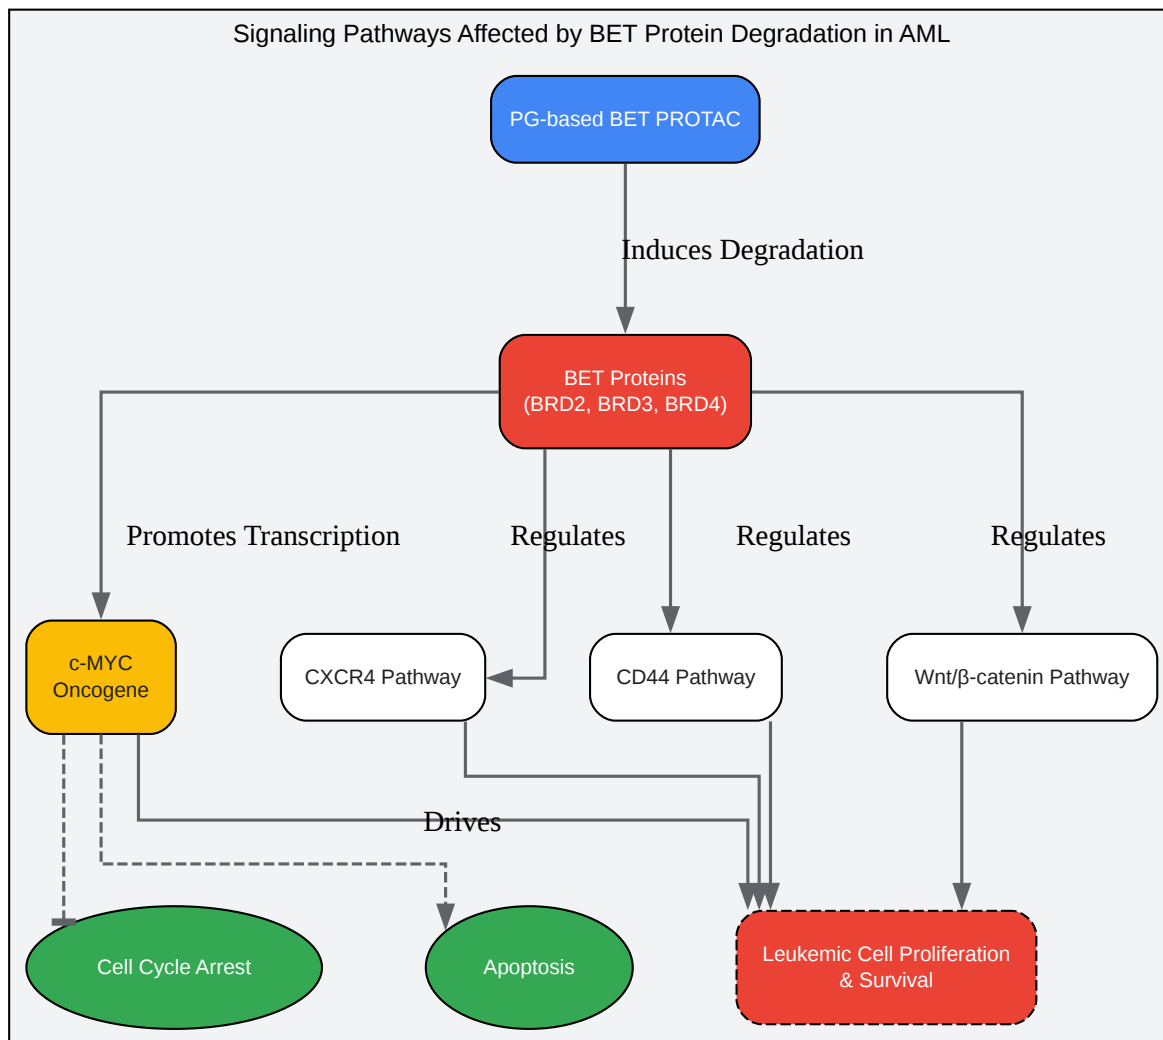 Signaling Pathways Affected by BET Protein Degradation in AML
PG-based BET PROTAC
Induces Degradation
BET Proteins
(BRD2, BRD3, BRD4)
Promotes Transcription
Regulates
Regulates
Regulates
c-MYC
Oncogene
CXCR4 Pathway
CD44 Pathway
Wnt/β-catenin Pathway
Drives
Cell Cycle Arrest
Apoptosis
Leukemic Cell Proliferation
& Survival